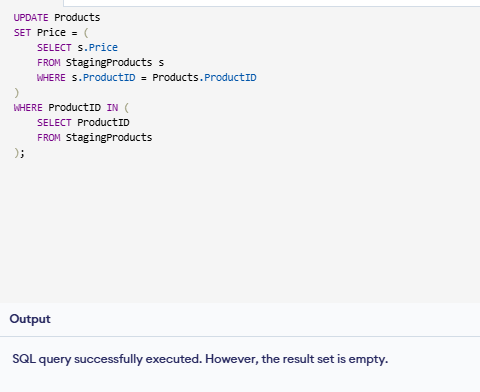 UPDATE Products
SET Price = (
    SELECT s.Price
    FROM StagingProducts s
    WHERE s.ProductID = Products.ProductID
)
WHERE ProductID IN (
    SELECT ProductID
    FROM StagingProducts
);
Output
SQL query successfully executed. However, the result set is empty.